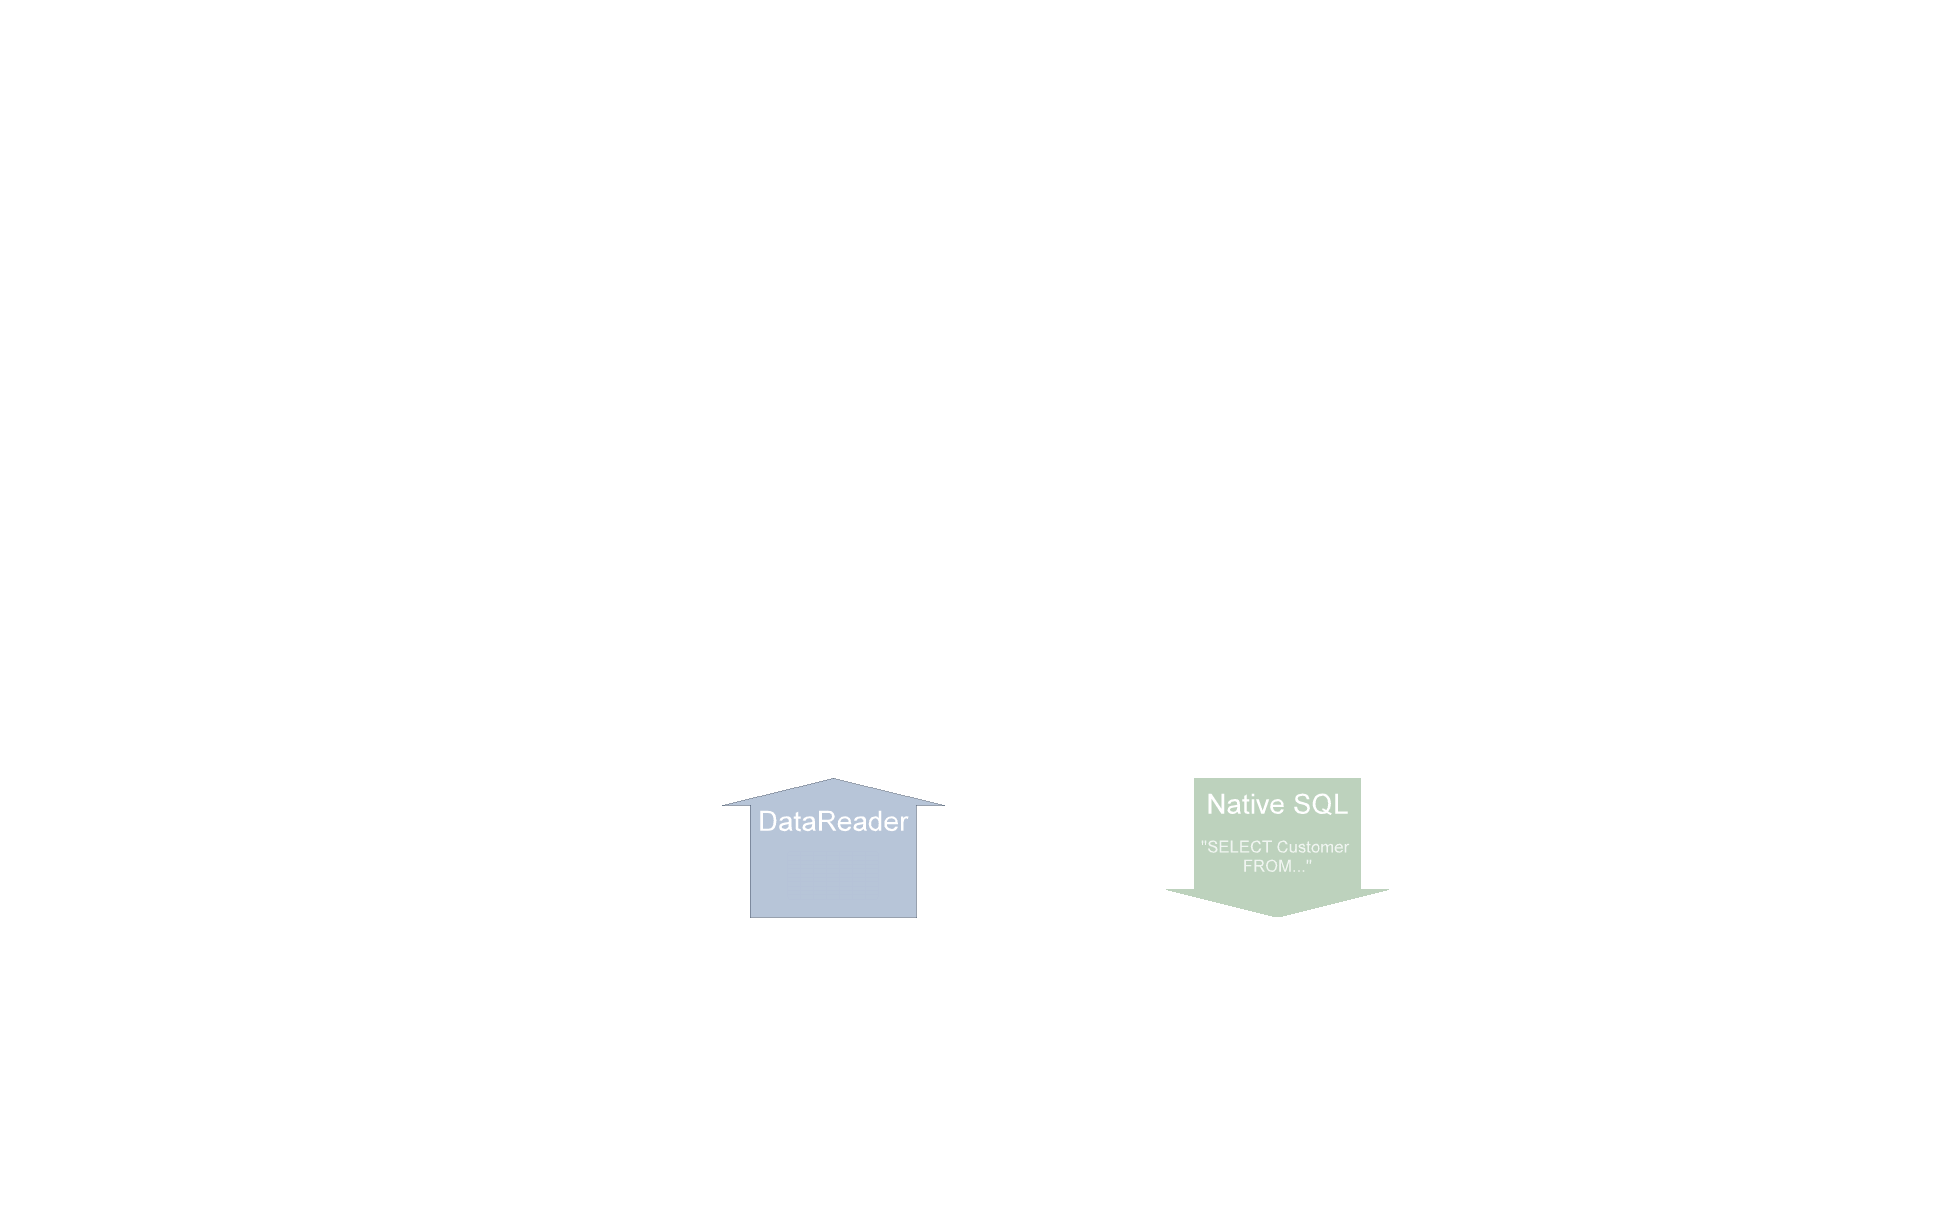 DataReader
Native SQL
"SELECT Customer
FROM..."